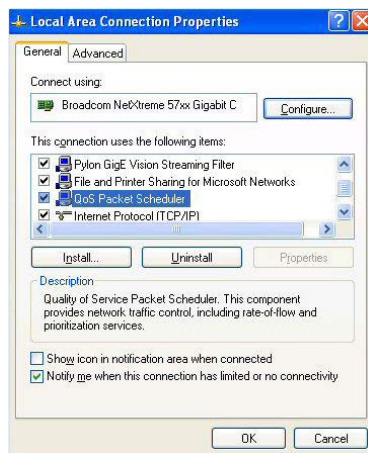 Local Area Connection Properties
General Advanced
Connect using:
Broadcom NetXtreme 57xx Gigabit C
Configure...
This connection uses the following items:
Pylon GigE Vision Streaming Filter
File and Printer Sharing for Microsoft Networks
QoS Packet Scheduler
Internet Protocol (TCP/IP)
Install... Uninstall Properties
Description
Quality of Service Packet Scheduler. This component
provides network traffic control, including rate-of-flow and
prioritization services.
Show icon in notification area when connected
Notify me when this connection has limited or no connectivity
OK Cancel